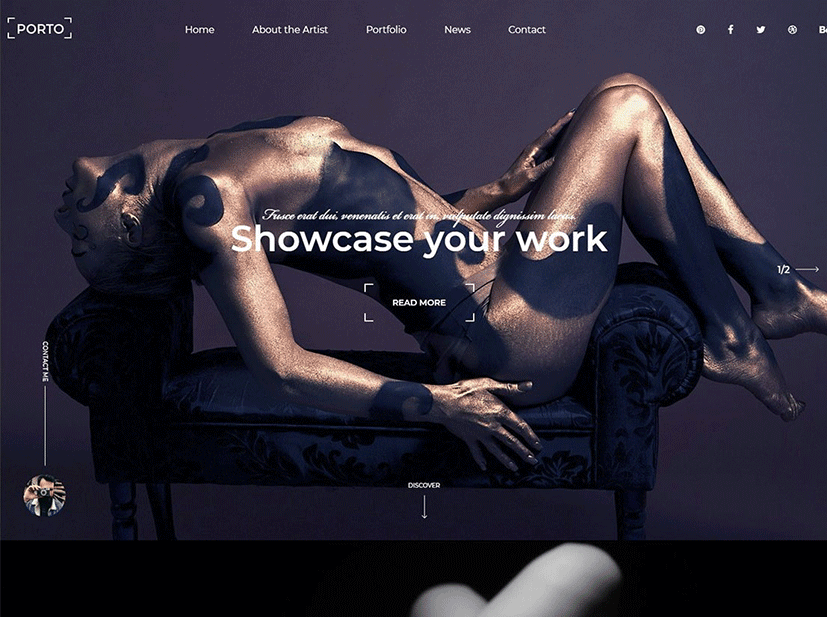 PORTO
Home About the Artist Portfolio News Contact
Fusce erat dui, venenatis et erat in, vulputate dignissim lacus.
Showcase your work
1/2
READ MORE
CONTACT ME
DISCOVER